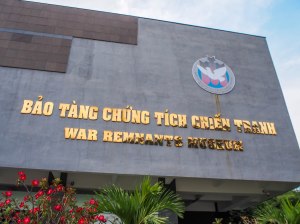 BẢO TÀNG CHỨNG TÍCH CHIẾN TRANH
WAR REMNANTS MUSEUM